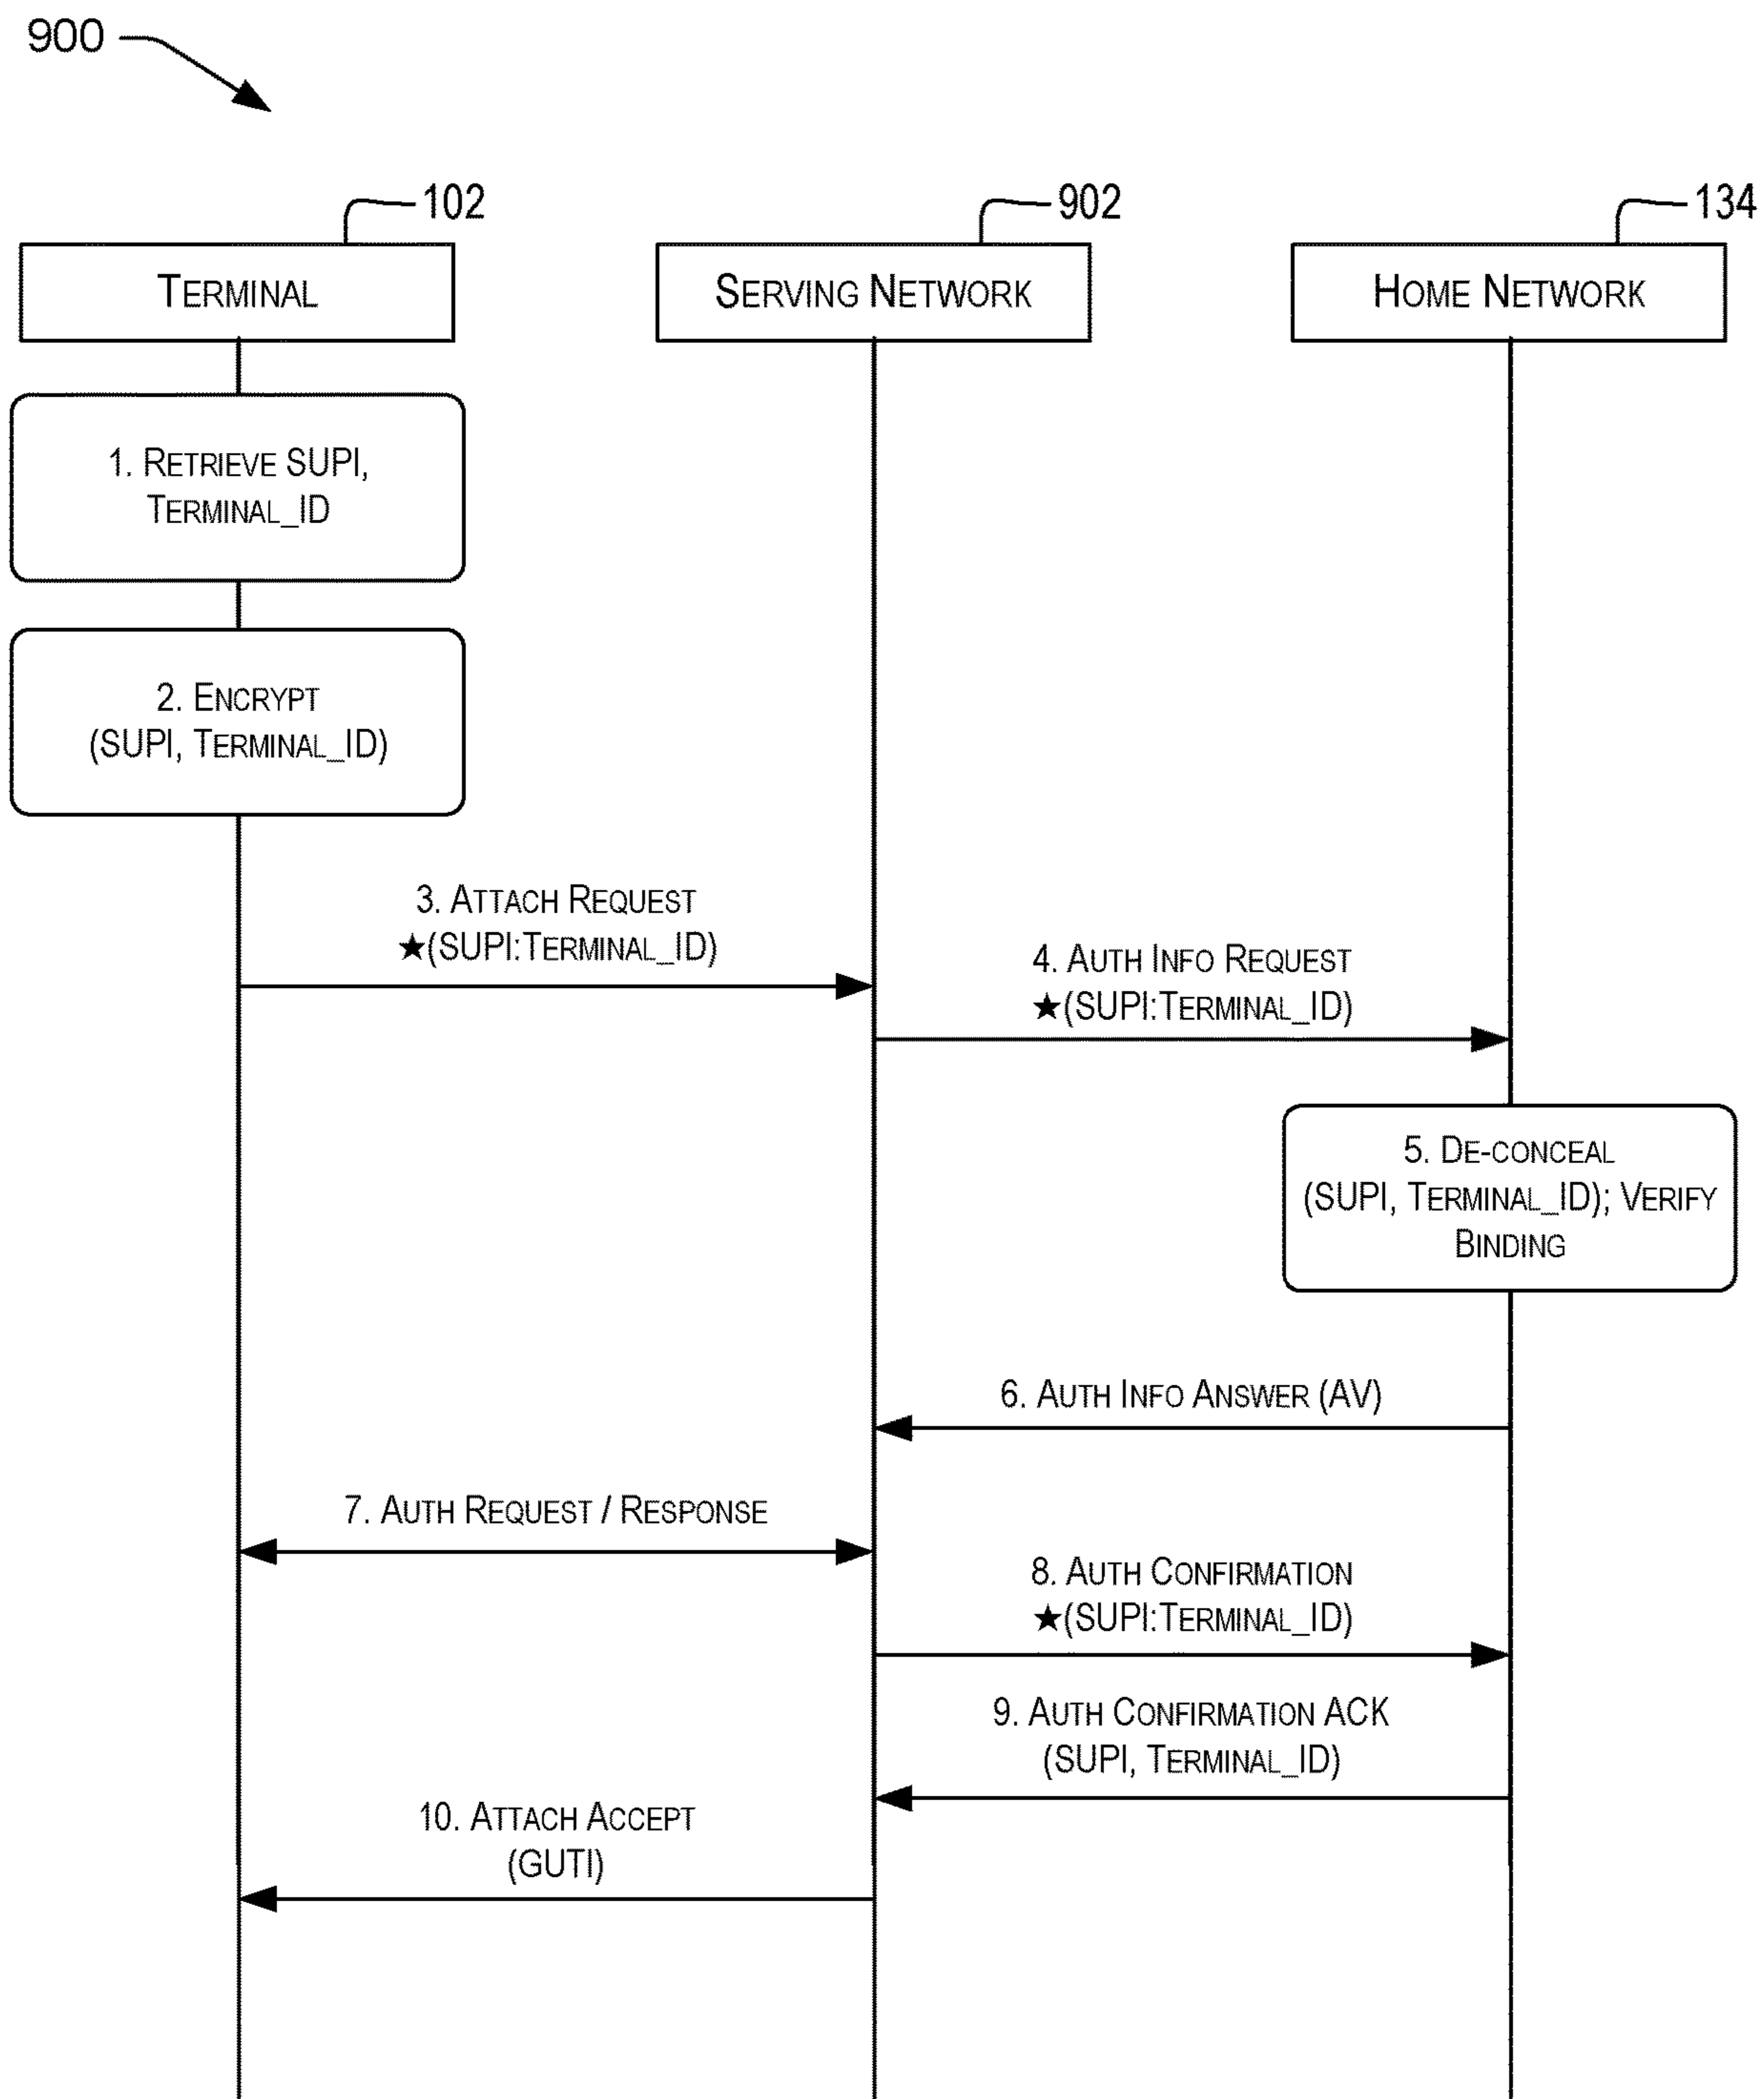 900
102
902
134
TERMINAL
SERVING NETWORK
HOME NETWORK
1. RETRIEVE SUPI,
TERMINAL_ID
2. ENCRYPT
(SUPI, TERMINAL_ID)
3. ATTACH REQUEST
★(SUPI:TERMINAL_ID)
4. AUTH INFO REQUEST
★(SUPI:TERMINAL_ID)
5. DE-CONCEAL
(SUPI, TERMINAL_ID); VERIFY
BINDING
6. AUTH INFO ANSWER (AV)
7. AUTH REQUEST / RESPONSE
8. AUTH CONFIRMATION
★(SUPI:TERMINAL_ID)
9. AUTH CONFIRMATION ACK
(SUPI, TERMINAL_ID)
10. ATTACH ACCEPT
(GUTI)